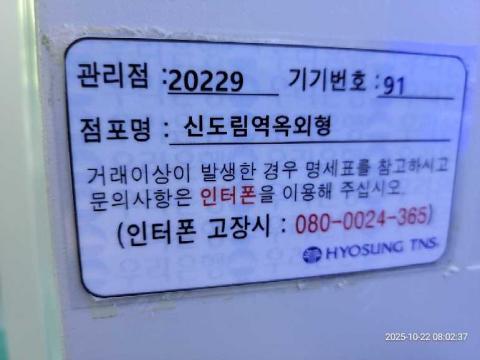 관리점 :20229 기기번호 :91
점포명 : 신도림역옥외형
거래이상이 발생한 경우 명세표를 참고하시고
문의사항은 인터폰을 이용해 주십시오.
(인터폰 고장시 : 080-0024-365)
HYOSUNG TNS.
2025-10-22 08:02:37